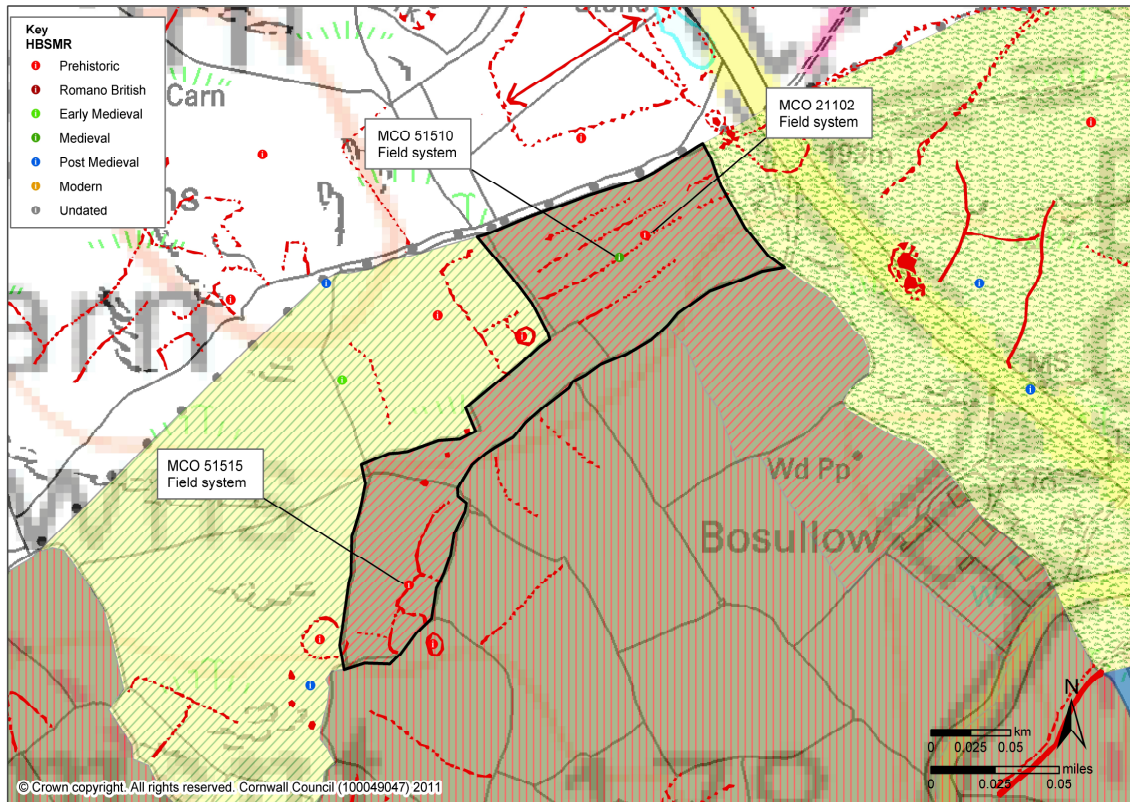 Key
HBSMR
Prehistoric
Romano British
Early Medieval
Medieval
Post Medieval
Modern
Undated
Carn
MCO 51510
Field system
MCO 21102
Field system
198m
MS
MCO 51515
Field system
Wd Pp
Bosullow
W
N
km
0 0.025 0.05
miles
0 0.025 0.05
© Crown copyright. All rights reserved. Cornwall Council (100049047) 2011